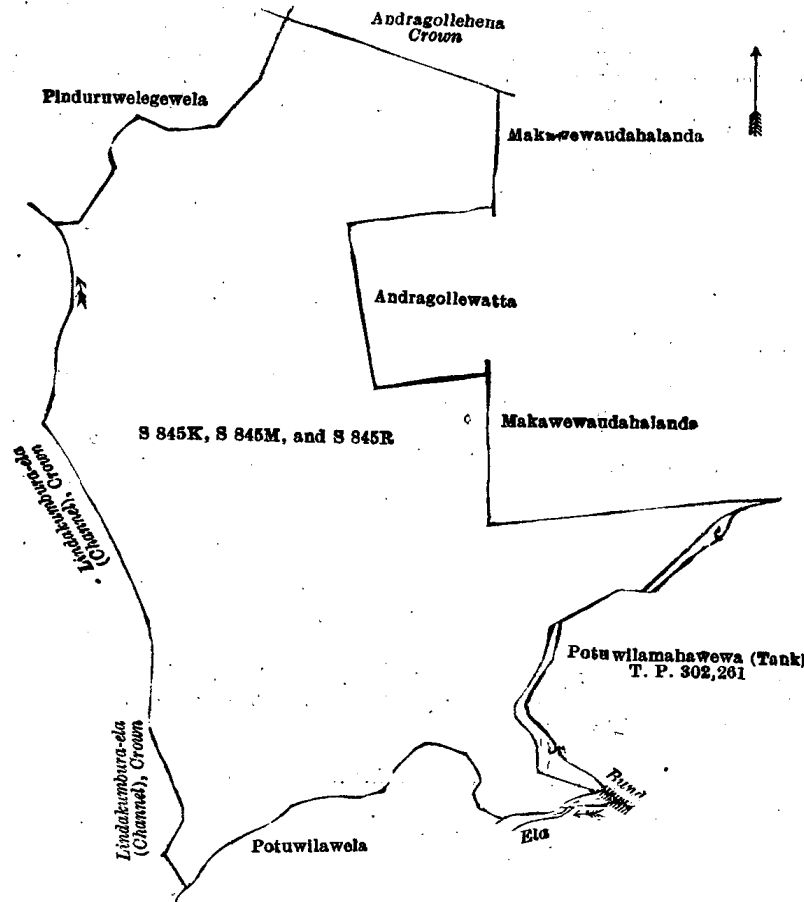 Andragollehena
Crown
Pinduruwelegewela
Makawewaudahalanda
Andragollewatta
S 845K, S 845M, and S 845R
Makawewaudahalanda
Lindakumbura-ela
(Channel), Crown
Potuwilamahawewa (Tank)
T. P. 302,261
Lindakumbura-ela
(Channel), Crown
Bund
Ela
Potuwilawela